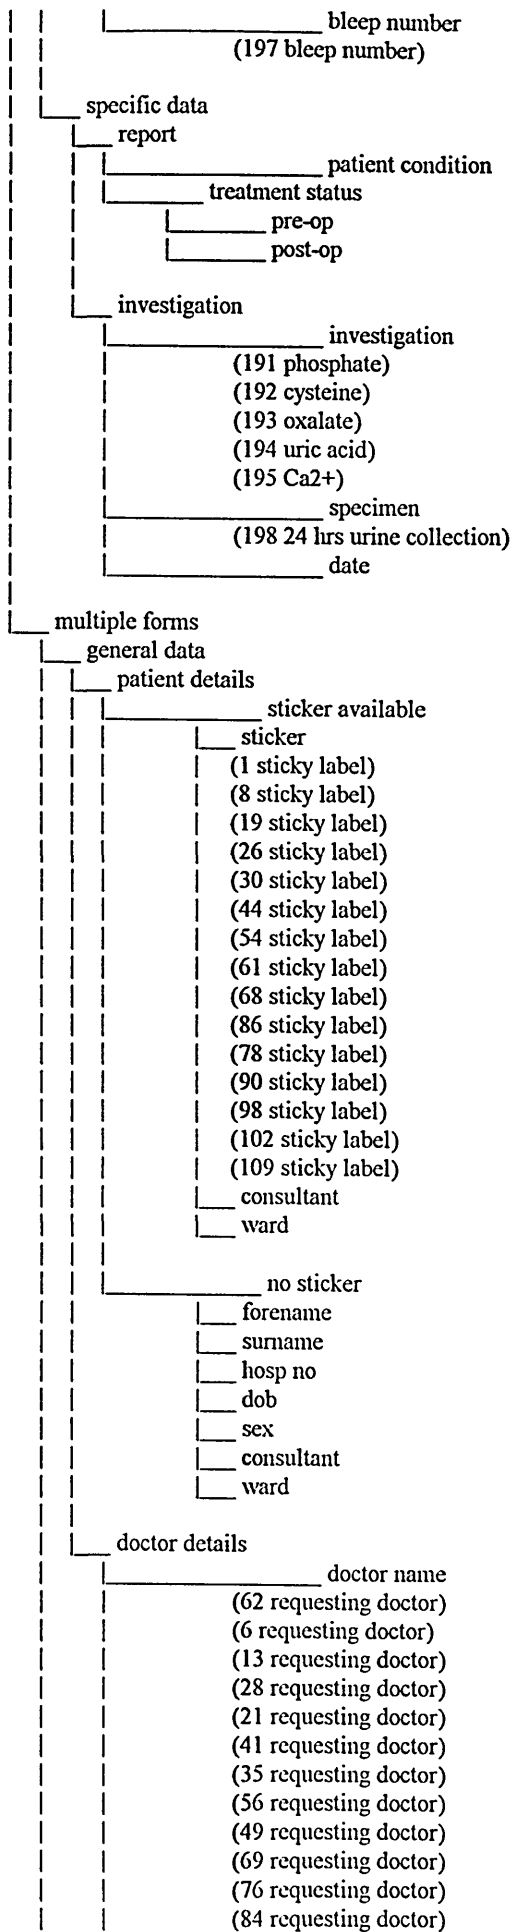 bleep number
(197 bleep number)
specific data
report
patient condition
treatment status
pre-op
post-op
investigation
investigation
(191 phosphate)
(192 cysteine)
(193 oxalate)
(194 uric acid)
(195 Ca2+)
specimen
(198 24 hrs urine collection)
date
multiple forms
general data
patient details
sticker available
sticker
(1 sticky label)
(8 sticky label)
(19 sticky label)
(26 sticky label)
(30 sticky label)
(44 sticky label)
(54 sticky label)
(61 sticky label)
(68 sticky label)
(86 sticky label)
(78 sticky label)
(90 sticky label)
(98 sticky label)
(102 sticky label)
(109 sticky label)
consultant
ward
no sticker
forename
surname
hosp no
dob
sex
consultant
ward
doctor details
doctor name
(62 requesting doctor)
(6 requesting doctor)
(13 requesting doctor)
(28 requesting doctor)
(21 requesting doctor)
(41 requesting doctor)
(35 requesting doctor)
(56 requesting doctor)
(49 requesting doctor)
(69 requesting doctor)
(76 requesting doctor)
(84 requesting doctor)